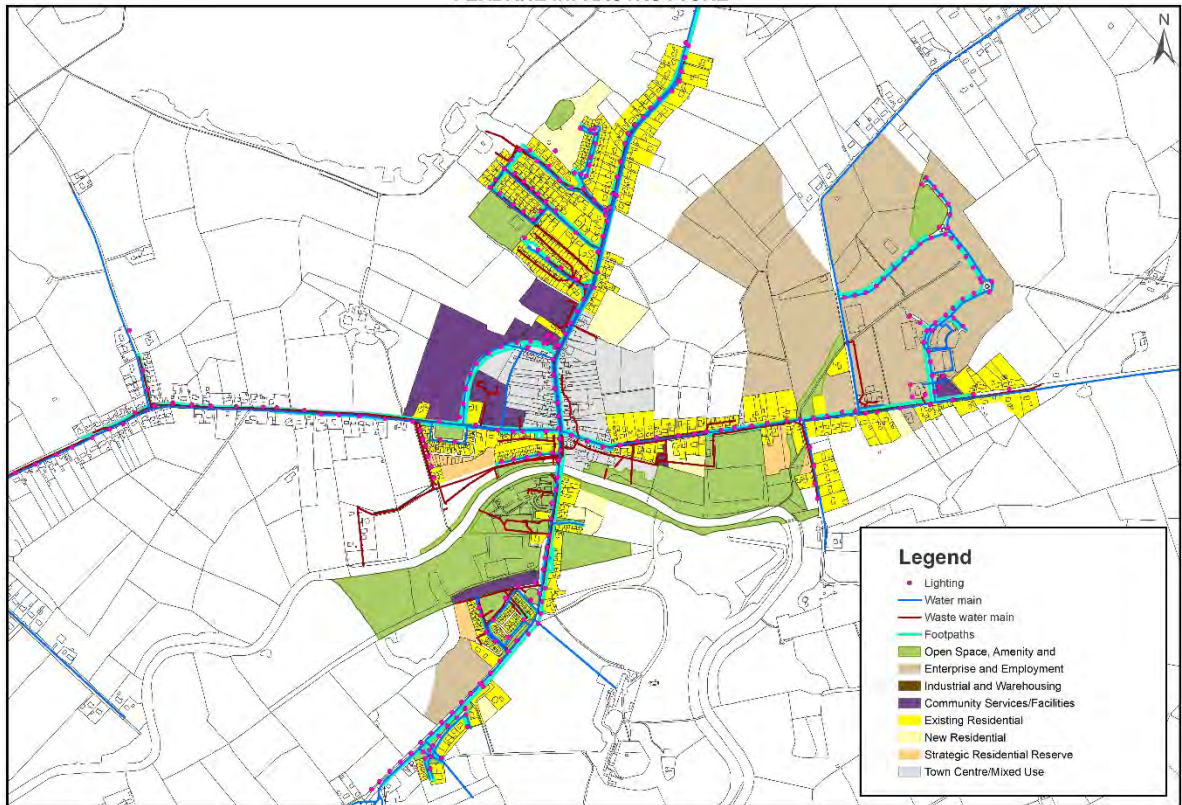 N
Legend
Lighting
Water main
Waste water main
Footpaths
Open Space, Amenity and
Enterprise and Employment
Industrial and Warehousing
Community Services/Facilities
Existing Residential
New Residential
Strategic Residential Reserve
Town Centre/Mixed Use